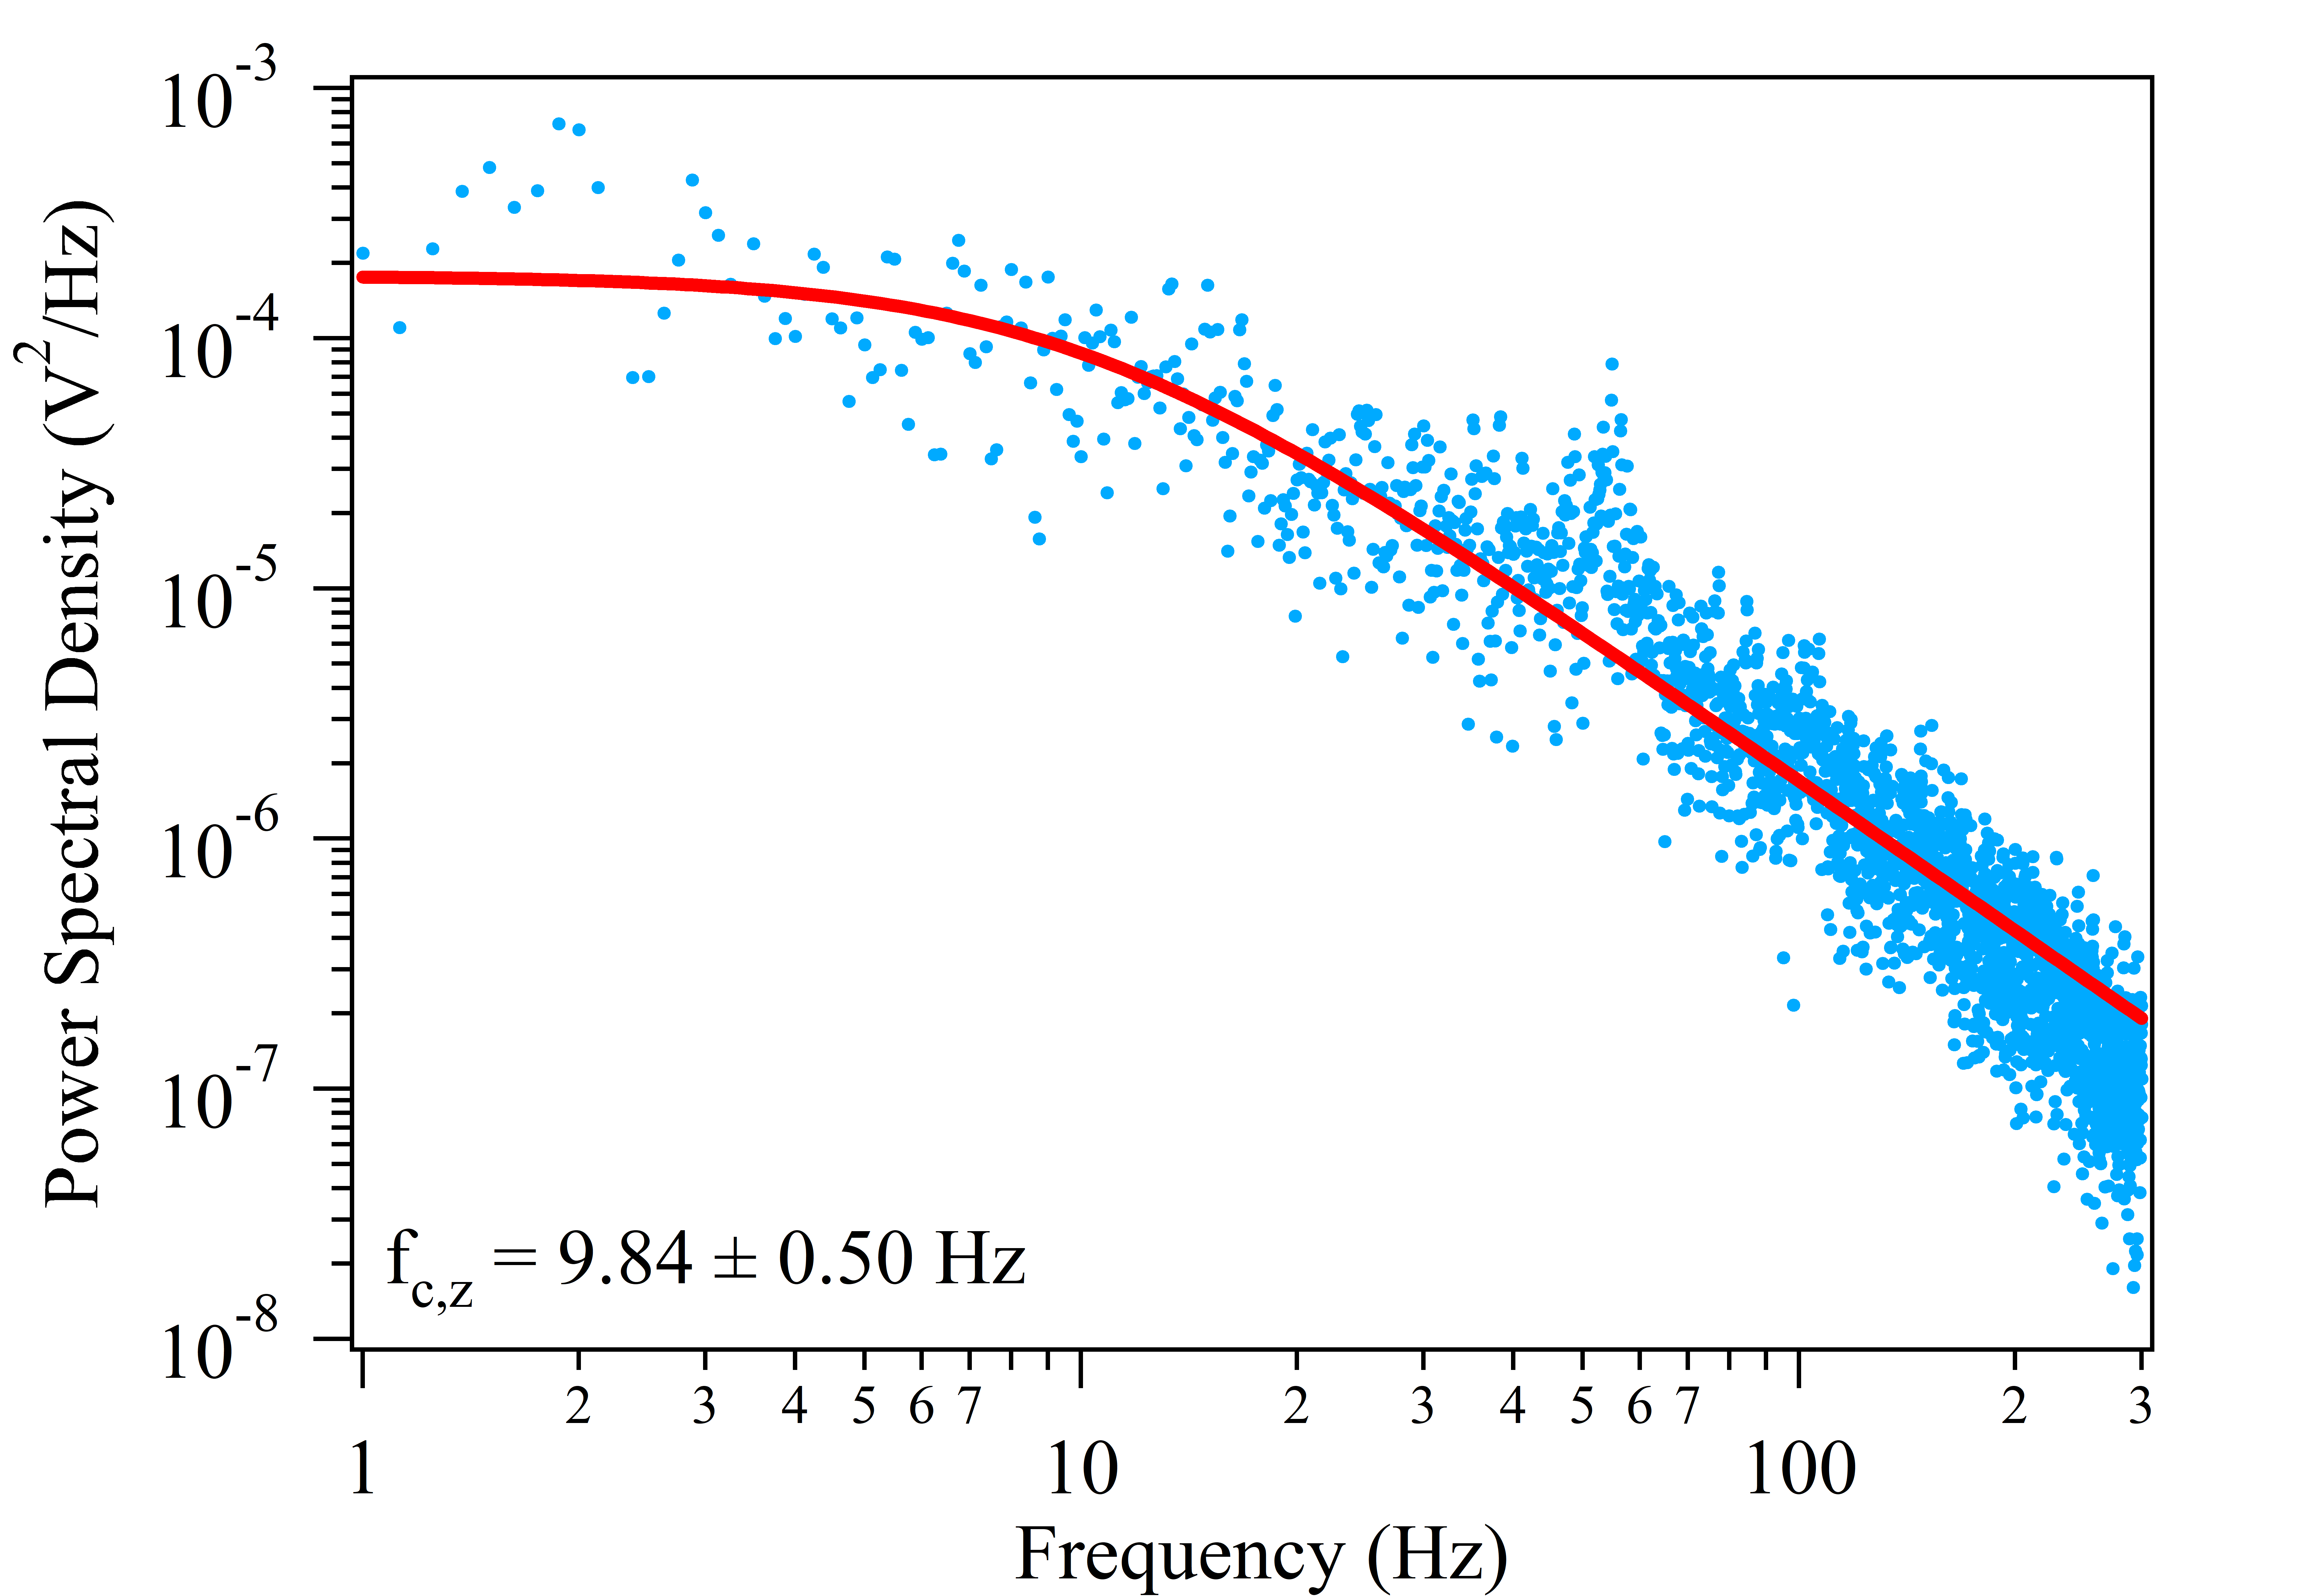 Power Spectral Density (V²/Hz)
10⁻³
10⁻⁴
10⁻⁵
10⁻⁶
10⁻⁷
10⁻⁸
f_c,z = 9.84 ± 0.50 Hz
2 3 4 5 6 7 2 3 4 5 6 7 2 3
1 10 100
Frequency (Hz)